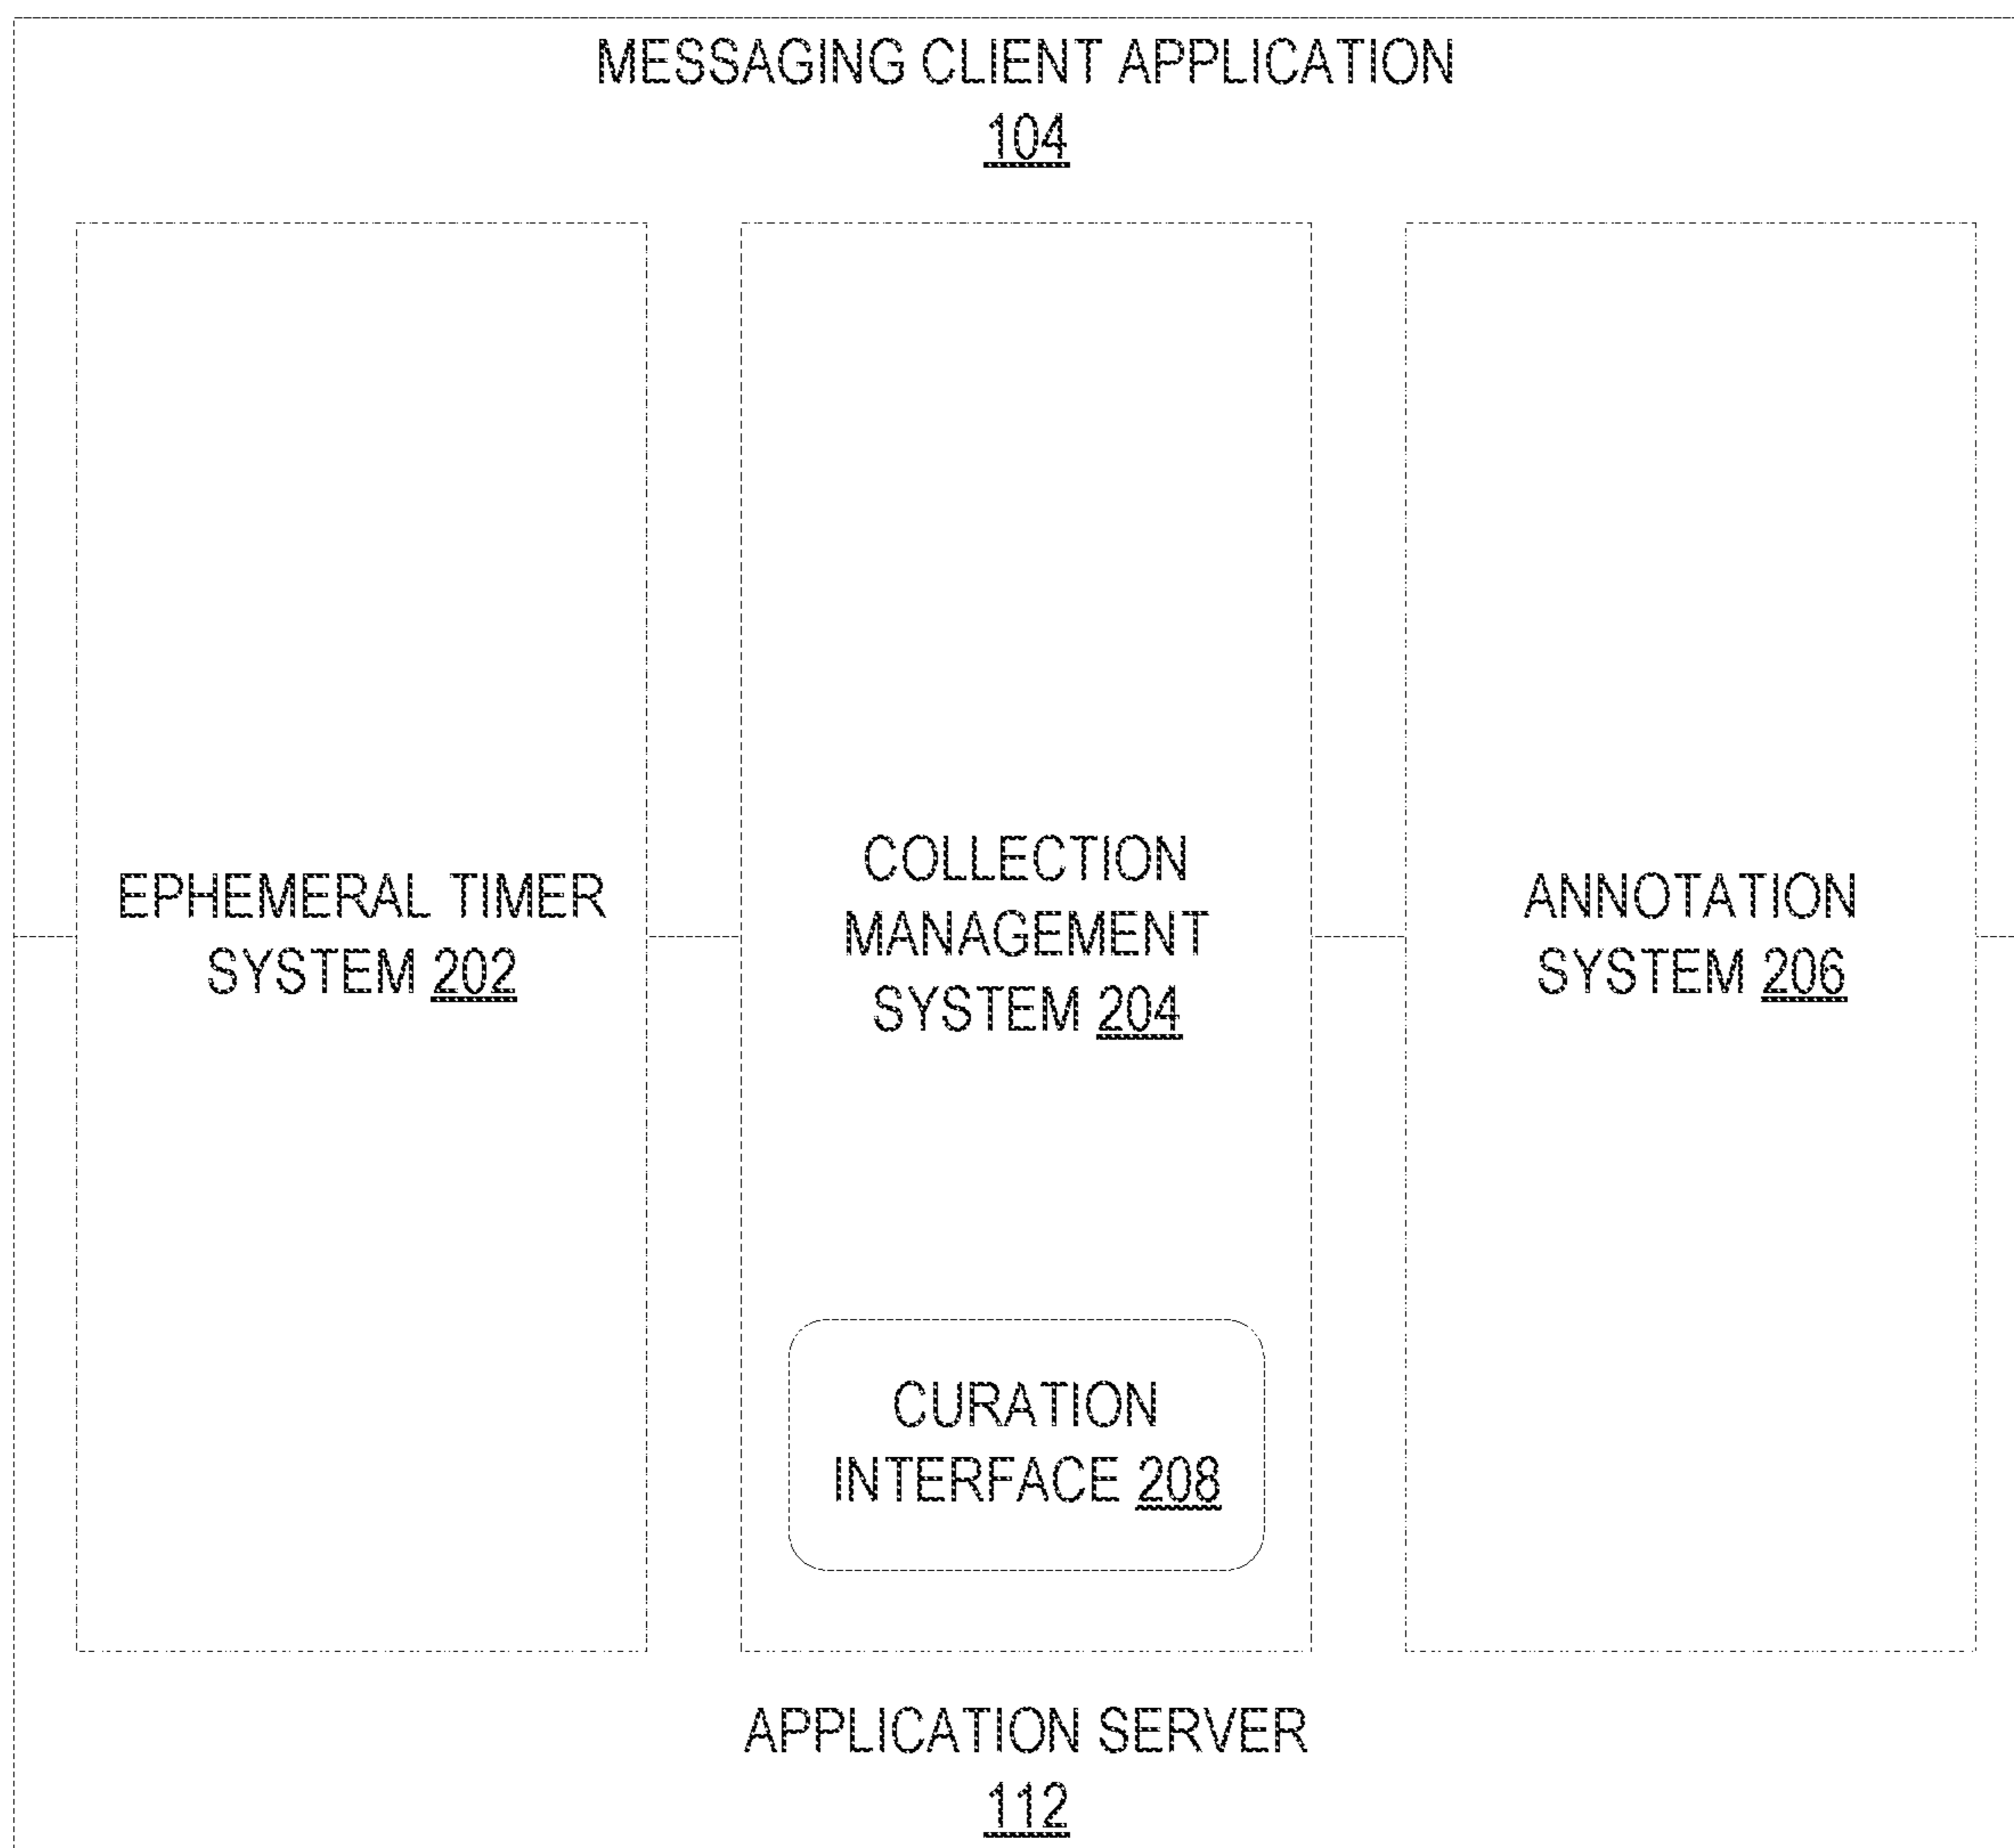 MESSAGING CLIENT APPLICATION
104
EPHEMERAL TIMER
SYSTEM 202
COLLECTION
MANAGEMENT
SYSTEM 204
CURATION
INTERFACE 208
ANNOTATION
SYSTEM 206
APPLICATION SERVER
112